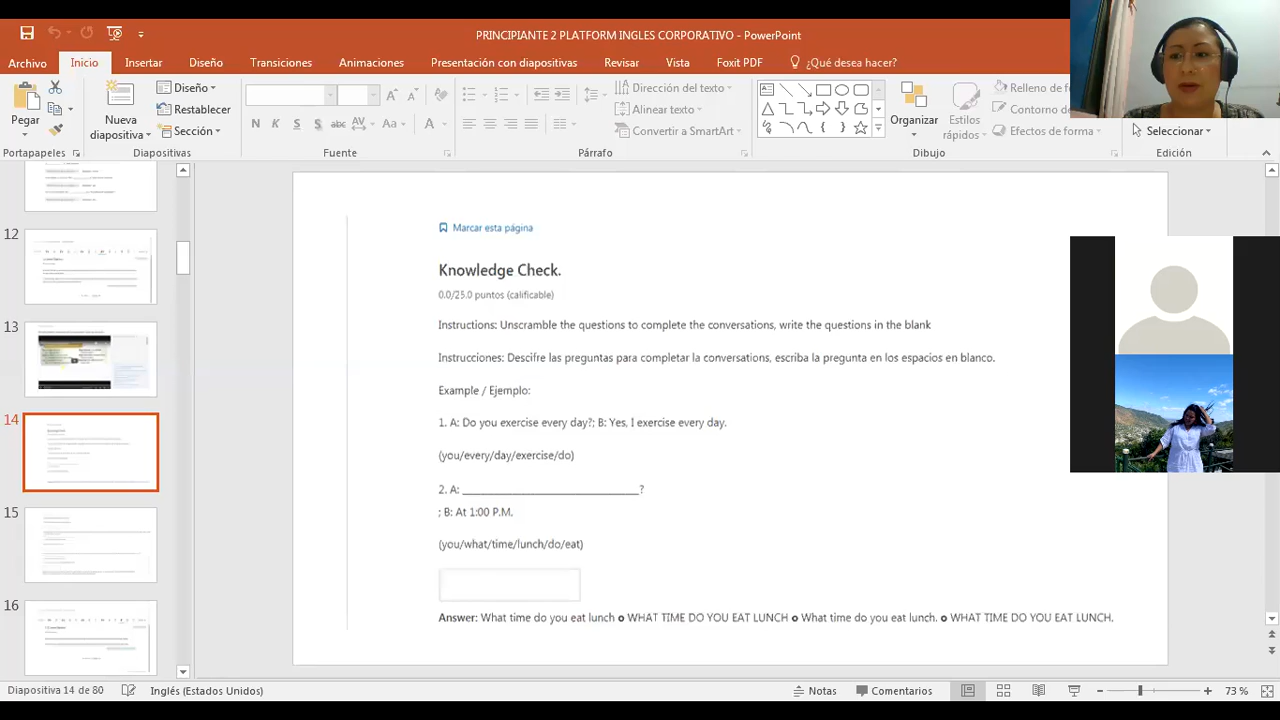 PRINCIPIANTE 2 PLATFORM INGLES CORPORATIVO - PowerPoint
Archivo Inicio Insertar Diseño Transiciones Animaciones Presentación con diapositivas Revisar Vista Foxit PDF ¿Qué desea hacer?
Pegar
Nueva
diapositiva
Diseño
Restablecer
Sección
N K S S abc AV Aa A
Dirección del texto
Alinear texto
Convertir a SmartArt
Organizar
Estilos
rápidos
Relleno de
Contorno de
Efectos de forma
Seleccionar
Portapapeles Diapositivas Fuente Párrafo Dibujo Edición
12
13
14
15
16
Marcar esta página
Knowledge Check.
0.0/25.0 puntos (calificable)
Instructions: Unscramble the questions to complete the conversations, write the questions in the blank
Instrucciones: Descifre las preguntas para completar la conversations, escriba la pregunta en los espacios en blanco.
Example / Ejemplo:
1. A: Do you exercise every day?; B: Yes, I exercise every day.
(you/every/day/exercise/do)
2. A: ______________________________?
; B: At 1:00 P.M.
(you/what/time/lunch/do/eat)
Answer: What time do you eat lunch o WHAT TIME DO YOU EAT LUNCH o What time do you eat lunch. o WHAT TIME DO YOU EAT LUNCH.
Diapositiva 14 de 80 Inglés (Estados Unidos) Notas Comentarios 73 %